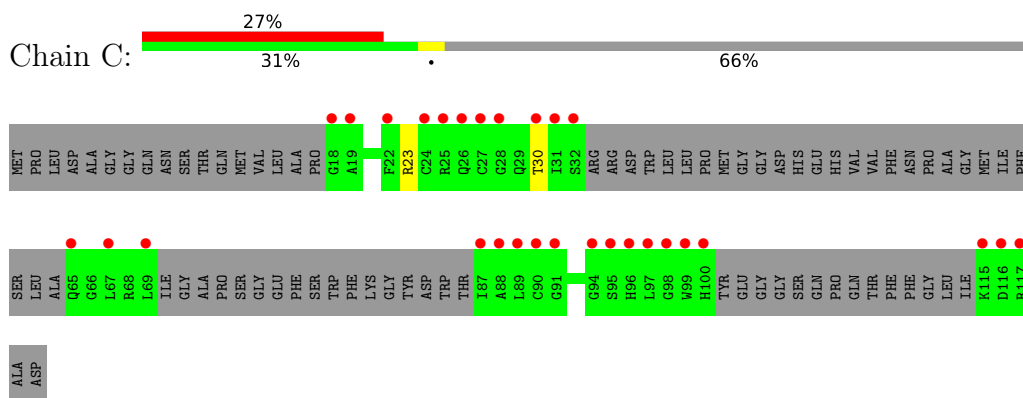 27%
Chain C:
31%
•
66%
MET PRO LEU ASP ALA GLY GLY GLN ASN SER THR GLN MET VAL LEU ALA PRO G18 A19 F22 R23 C24 R25 Q26 C27 G28 Q29 T30 I31 S32 ARG ARG ASP TRP LEU LEU PRO MET GLY GLY ASP HIS GLU HIS VAL VAL PHE ASN PRO ALA GLY MET ILE PHE
SER LEU ALA Q65 G66 L67 R68 L69 ILE GLY ALA PRO SER GLY GLU PHE SER TRP PHE LYS GLY TYR ASP TRP THR I87 A88 L89 C90 G91 G94 S95 H96 L97 G98 W99 H100 TYR GLU GLY GLY SER GLN PRO GLN THR PHE PHE GLY LEU ILE K115 D116 R117
ALA ASP